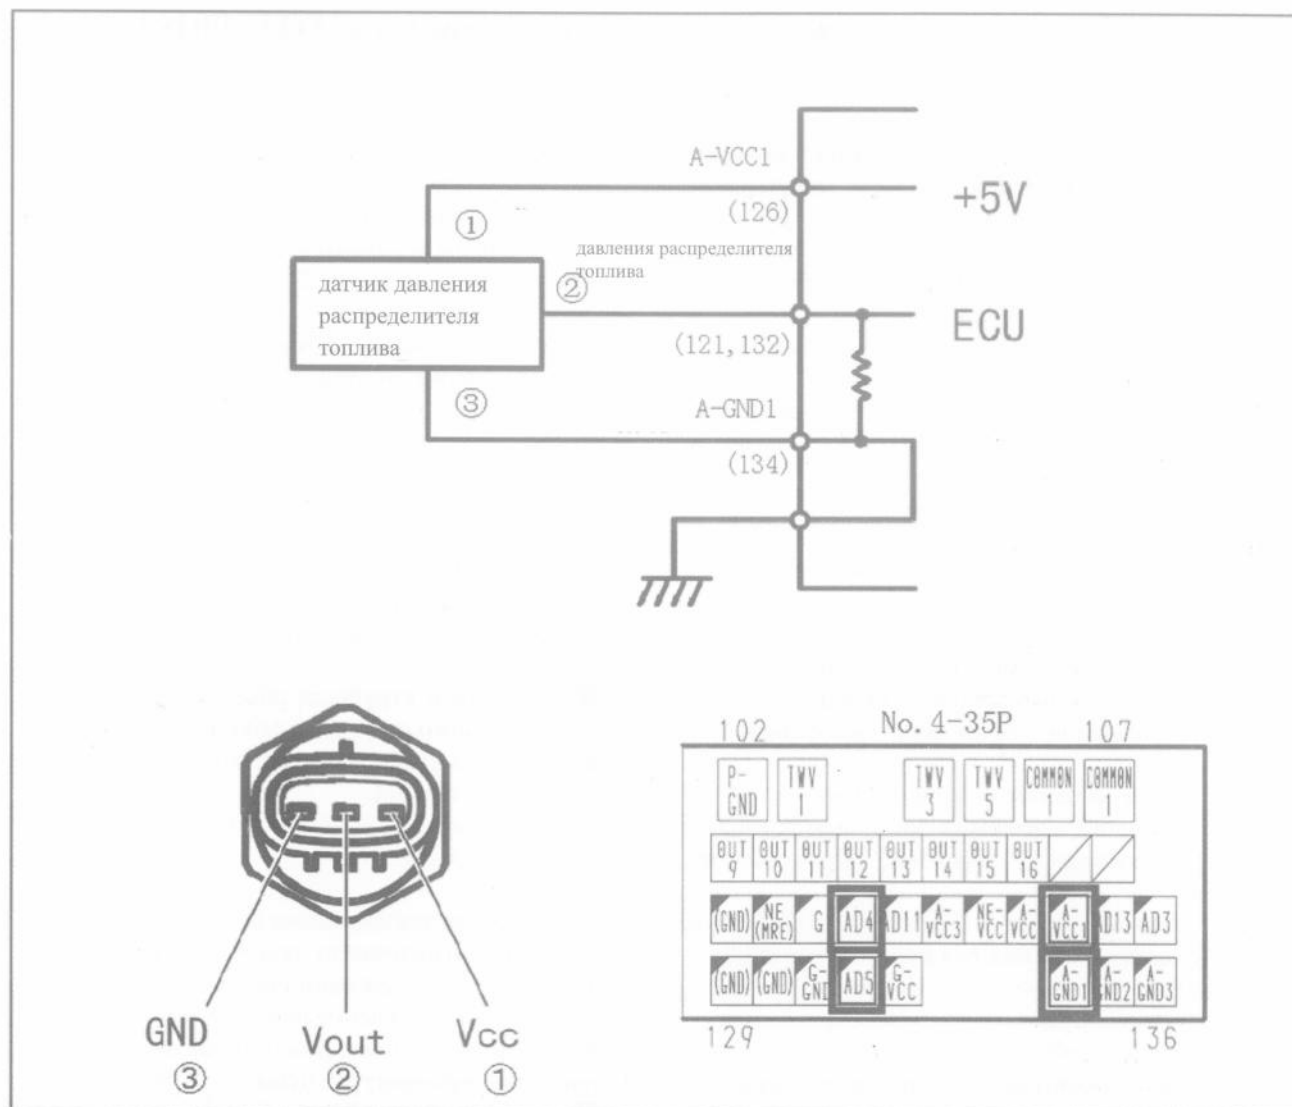 A-VCC1
+5V
①
(126)
давления распределителя
топлива
②
датчик давления
распределителя
топлива
ECU
(121,132)
③
A-GND1
(134)
No. 4-35P
102
107
P-
GND
TWV
1
TWV
3
TWV
5
COMMON
1
COMMON
1
OUT
9
OUT
10
OUT
11
OUT
12
OUT
13
OUT
14
OUT
15
OUT
16
(GND)
NE
(MRE)
G
AD4
AD11
A-
VCC3
NE-
VCC
A-
VCC
A-
VCC1
AD13
AD3
(GND)
(GND)
G-
GND
AD5
G-
VCC
A-
GND1
A-
GND2
A-
GND3
129
136
GND
③
Vout
②
Vcc
①